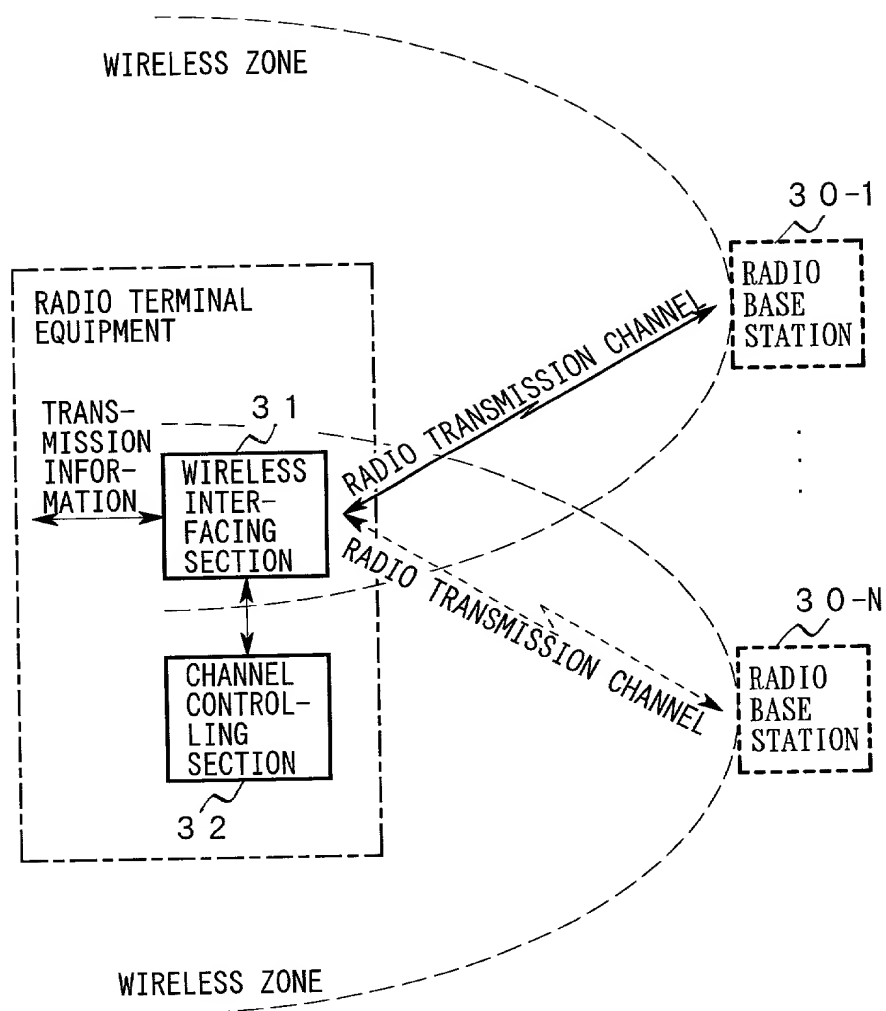 WIRELESS ZONE
30-1
RADIO
BASE
STATION
RADIO TERMINAL
EQUIPMENT
RADIO TRANSMISSION CHANNEL
TRANS-
MISSION
INFOR-
MATION
31
WIRELESS
INTER-
FACING
SECTION
RADIO TRANSMISSION CHANNEL
30-N
RADIO
BASE
STATION
CHANNEL
CONTROL-
LING
SECTION
32
WIRELESS ZONE